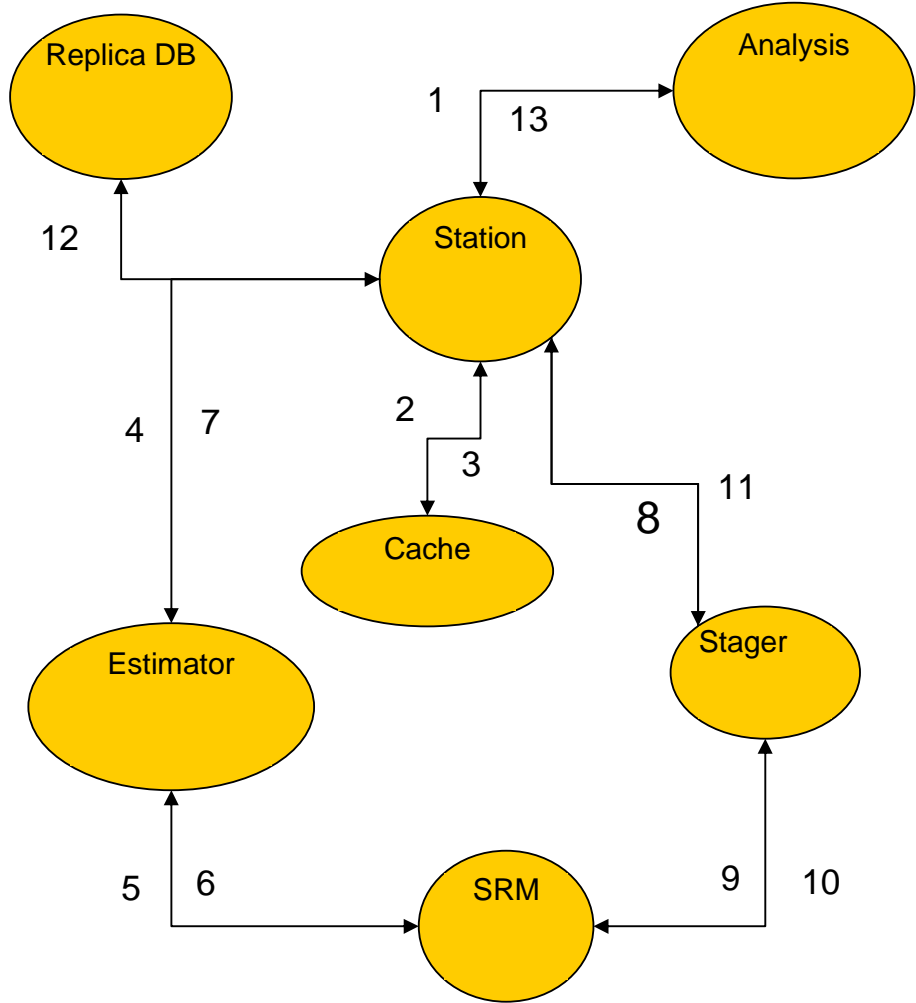 Replica DB
Analysis
1
13
12
Station
4
7
2
3
11
8
Cache
Stager
Estimator
5
6
SRM
9
10